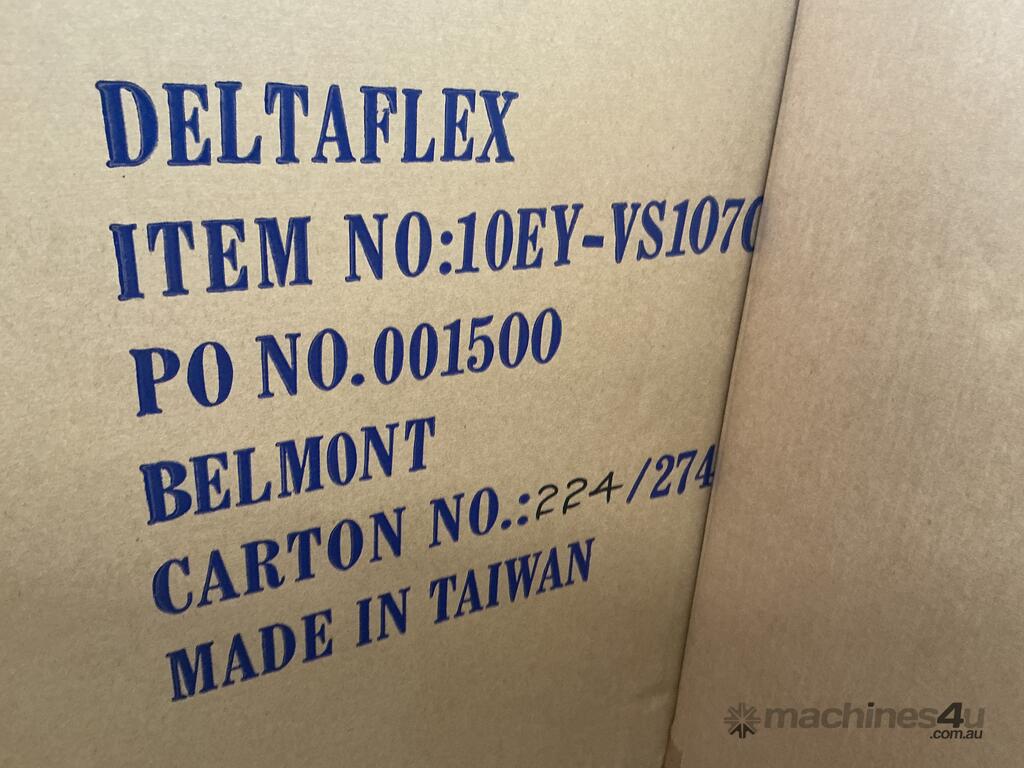 DELTAFLEX
ITEM NO:10EY-VS107
PO NO.001500
BELMONT
CARTON NO.:224/274
MADE IN TAIWAN
machines4u
.com.au